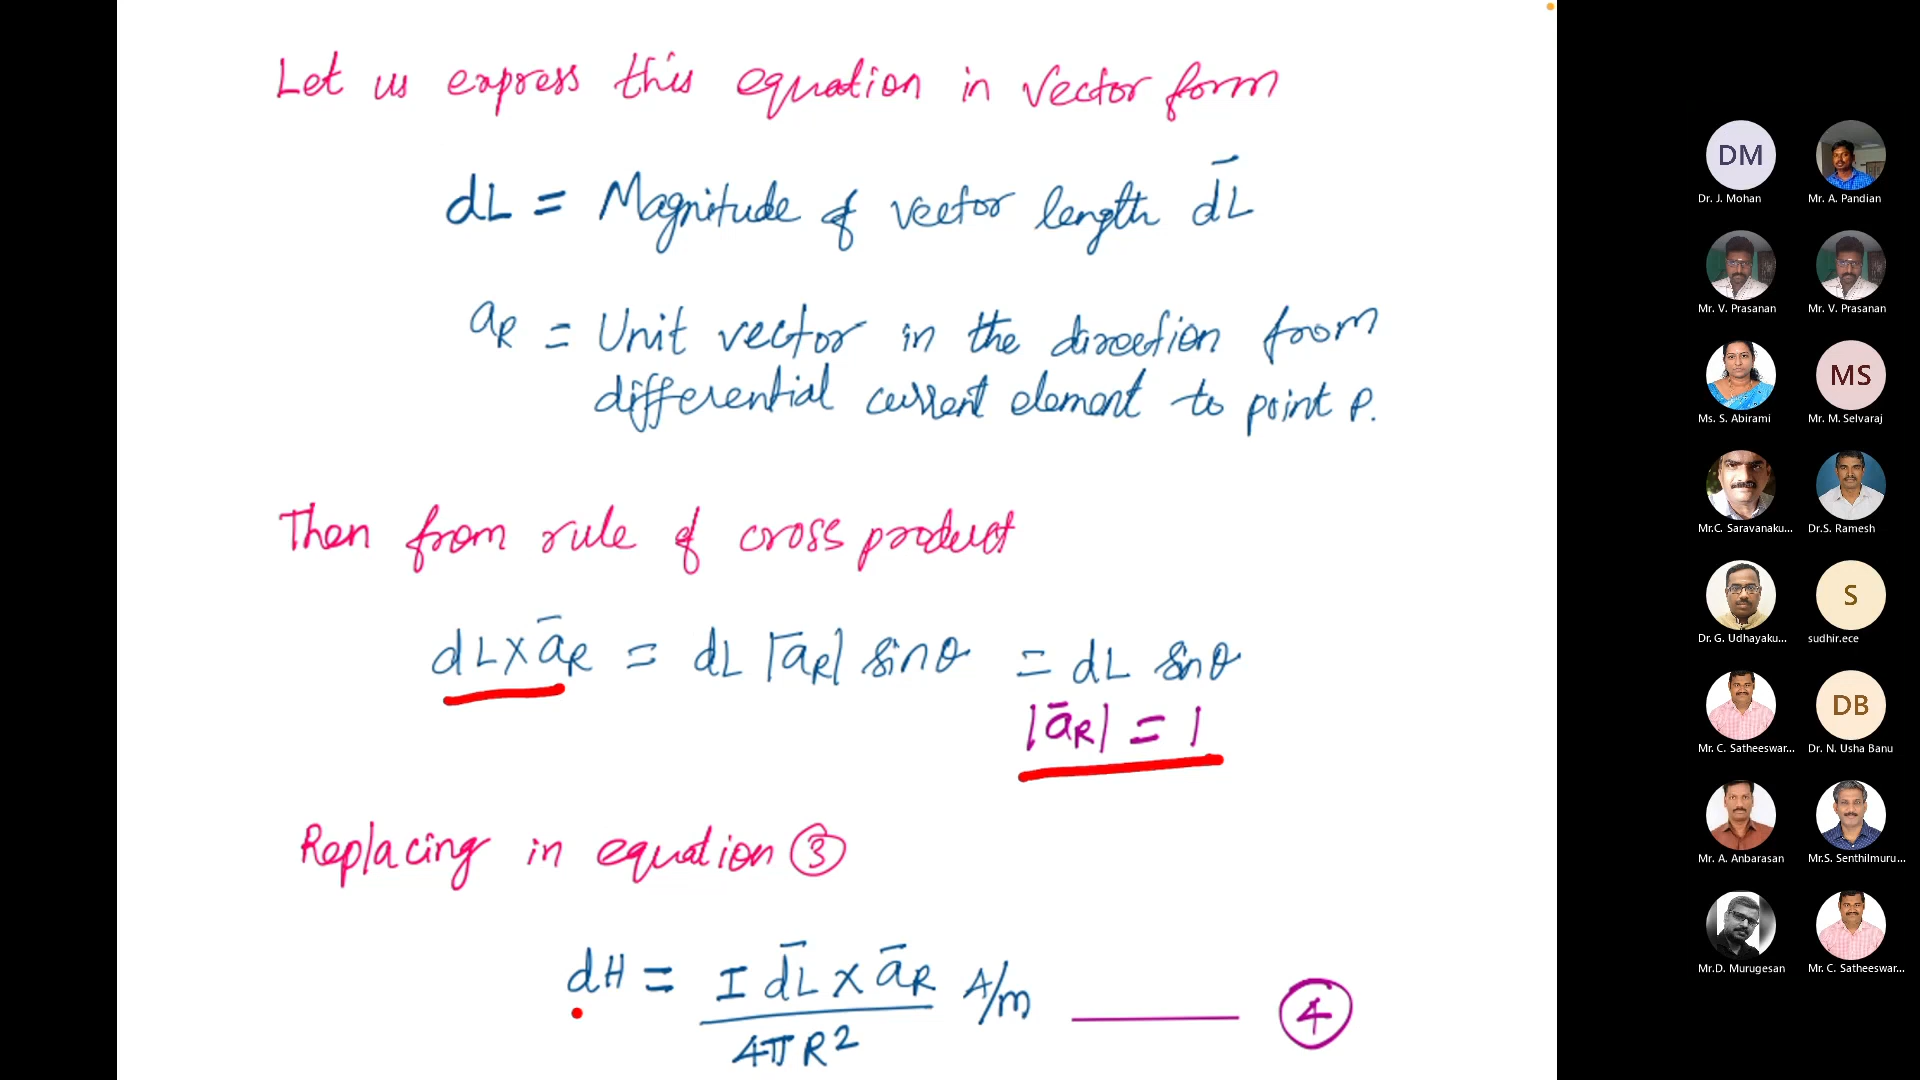 Let us express this equation in vector form
dL = Magnitude of vector length d̄L
aR = Unit vector in the direction from
differential current element to point P.
Then from rule of cross product
dL × āR = dL |āR| sinθ = dL sinθ
|āR| = 1
Replacing in equation ③
dH = I d̄L × āR / 4πR² A/m ——— ④
DM
Dr. J. Mohan
Mr. A. Pandian
Mr. V. Prasanan
Mr. V. Prasanan
Ms. S. Abirami
MS
Mr. M. Selvaraj
Mr.C. Saravanaku...
Dr.S. Ramesh
Dr. G. Udhayaku...
S
sudhir.ece
Mr. C. Satheeswar...
DB
Dr. N. Usha Banu
Mr. A. Anbarasan
Mr.S. Senthilmuru...
Mr.D. Murugesan
Mr. C. Satheeswar...